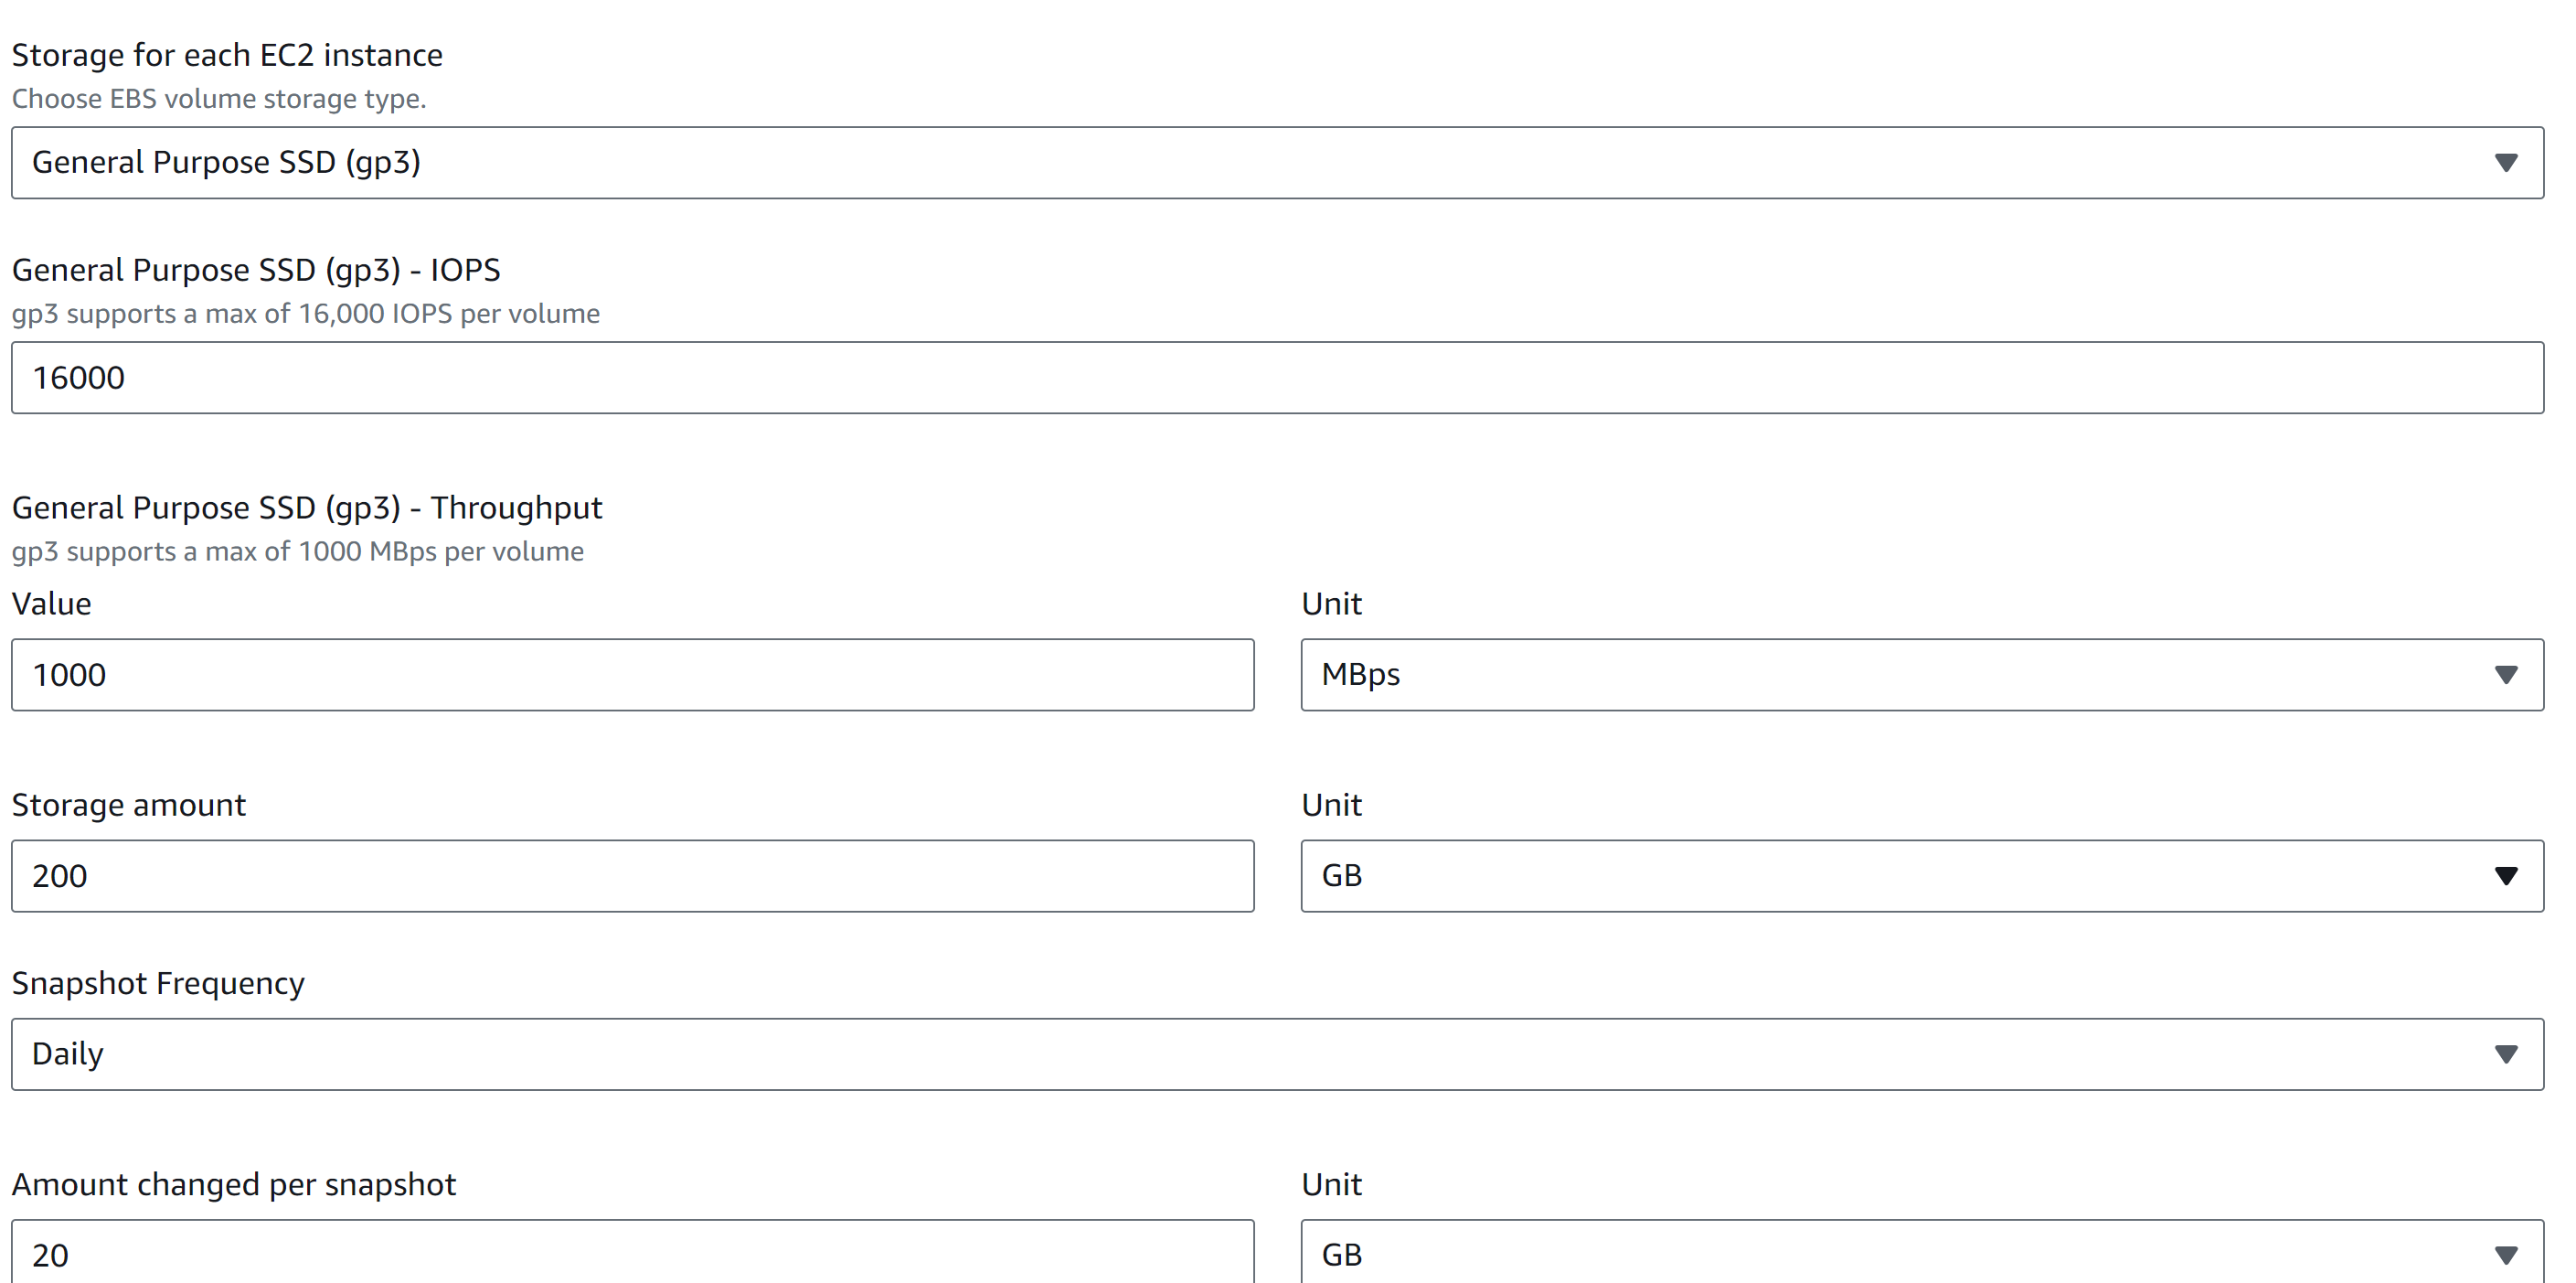 Storage for each EC2 instance
Choose EBS volume storage type.
General Purpose SSD (gp3)
General Purpose SSD (gp3) - IOPS
gp3 supports a max of 16,000 IOPS per volume
16000
General Purpose SSD (gp3) - Throughput
gp3 supports a max of 1000 MBps per volume
Value
Unit
1000
MBps
Storage amount
Unit
200
GB
Snapshot Frequency
Daily
Amount changed per snapshot
Unit
20
GB